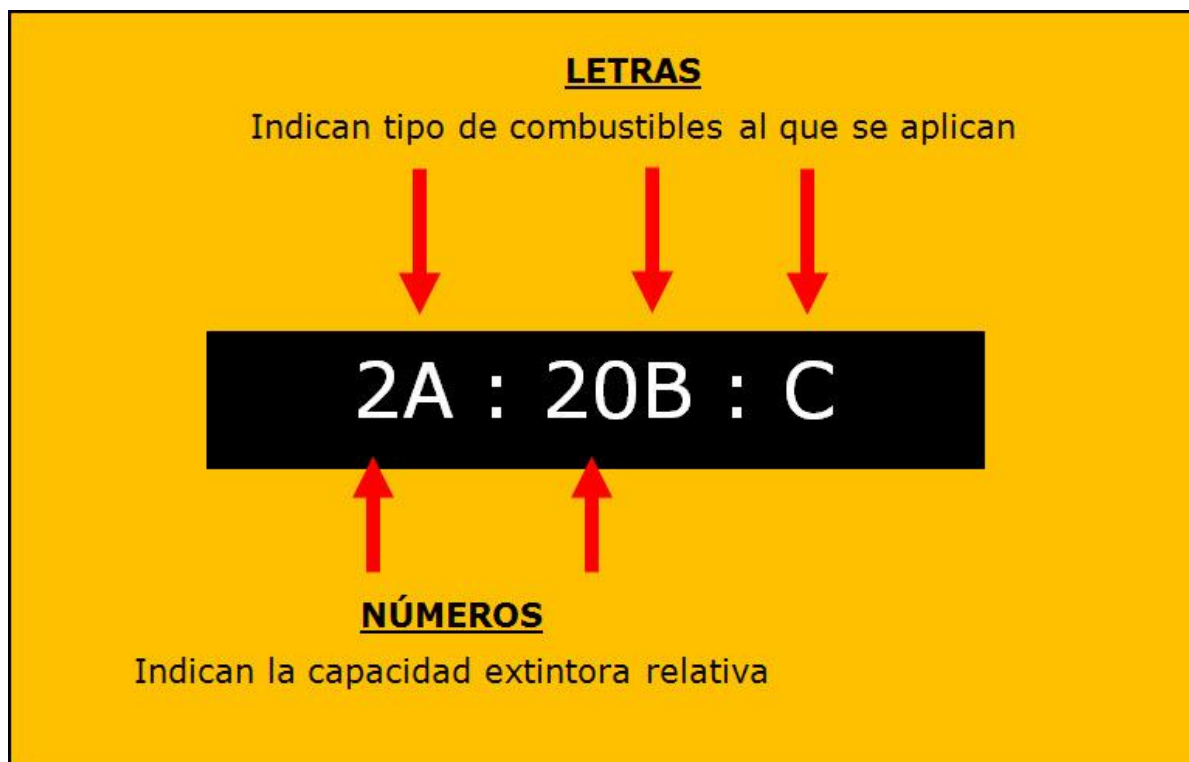 LETRAS
Indican tipo de combustibles al que se aplican
2A : 20B : C
NÚMEROS
Indican la capacidad extintora relativa